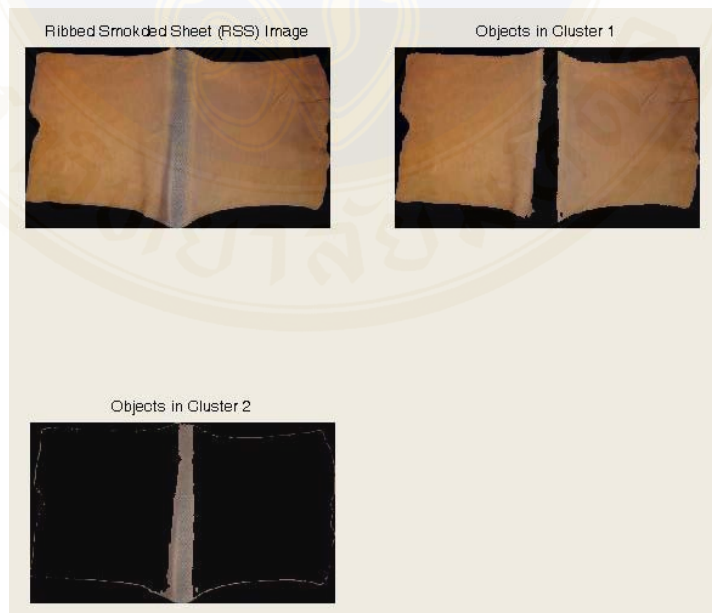 Ribbed Smokded Sheet (RSS) Image
Objects in Cluster 1
Objects in Cluster 2